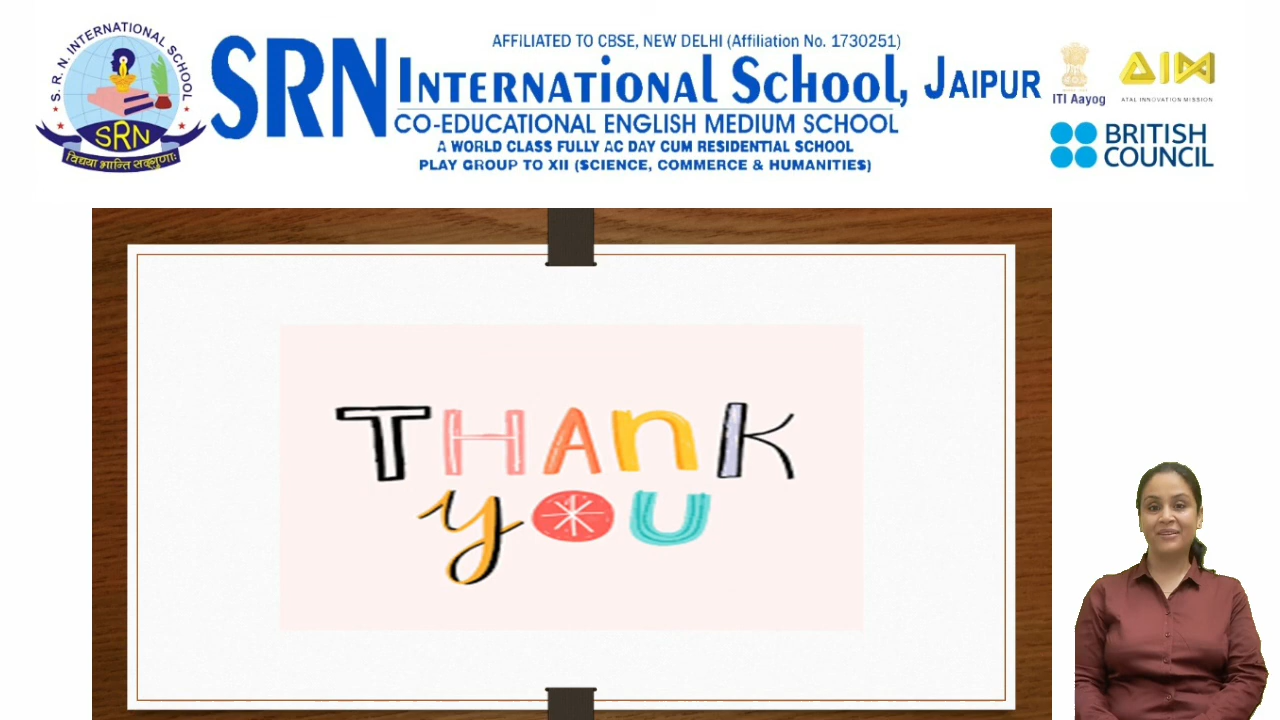 S. R. N. INTERNATIONAL SCHOOL
SRN
विद्यया भान्ति सद्गुणाः
AFFILIATED TO CBSE, NEW DELHI (Affiliation No. 1730251)
SRN INTERNATIONAL SCHOOL, JAIPUR
CO-EDUCATIONAL ENGLISH MEDIUM SCHOOL
A WORLD CLASS FULLY AC DAY CUM RESIDENTIAL SCHOOL
PLAY GROUP TO XII (SCIENCE, COMMERCE & HUMANITIES)
ITI Aayog
AIM
ATAL INNOVATION MISSION
BRITISH
COUNCIL
THANK
YOU